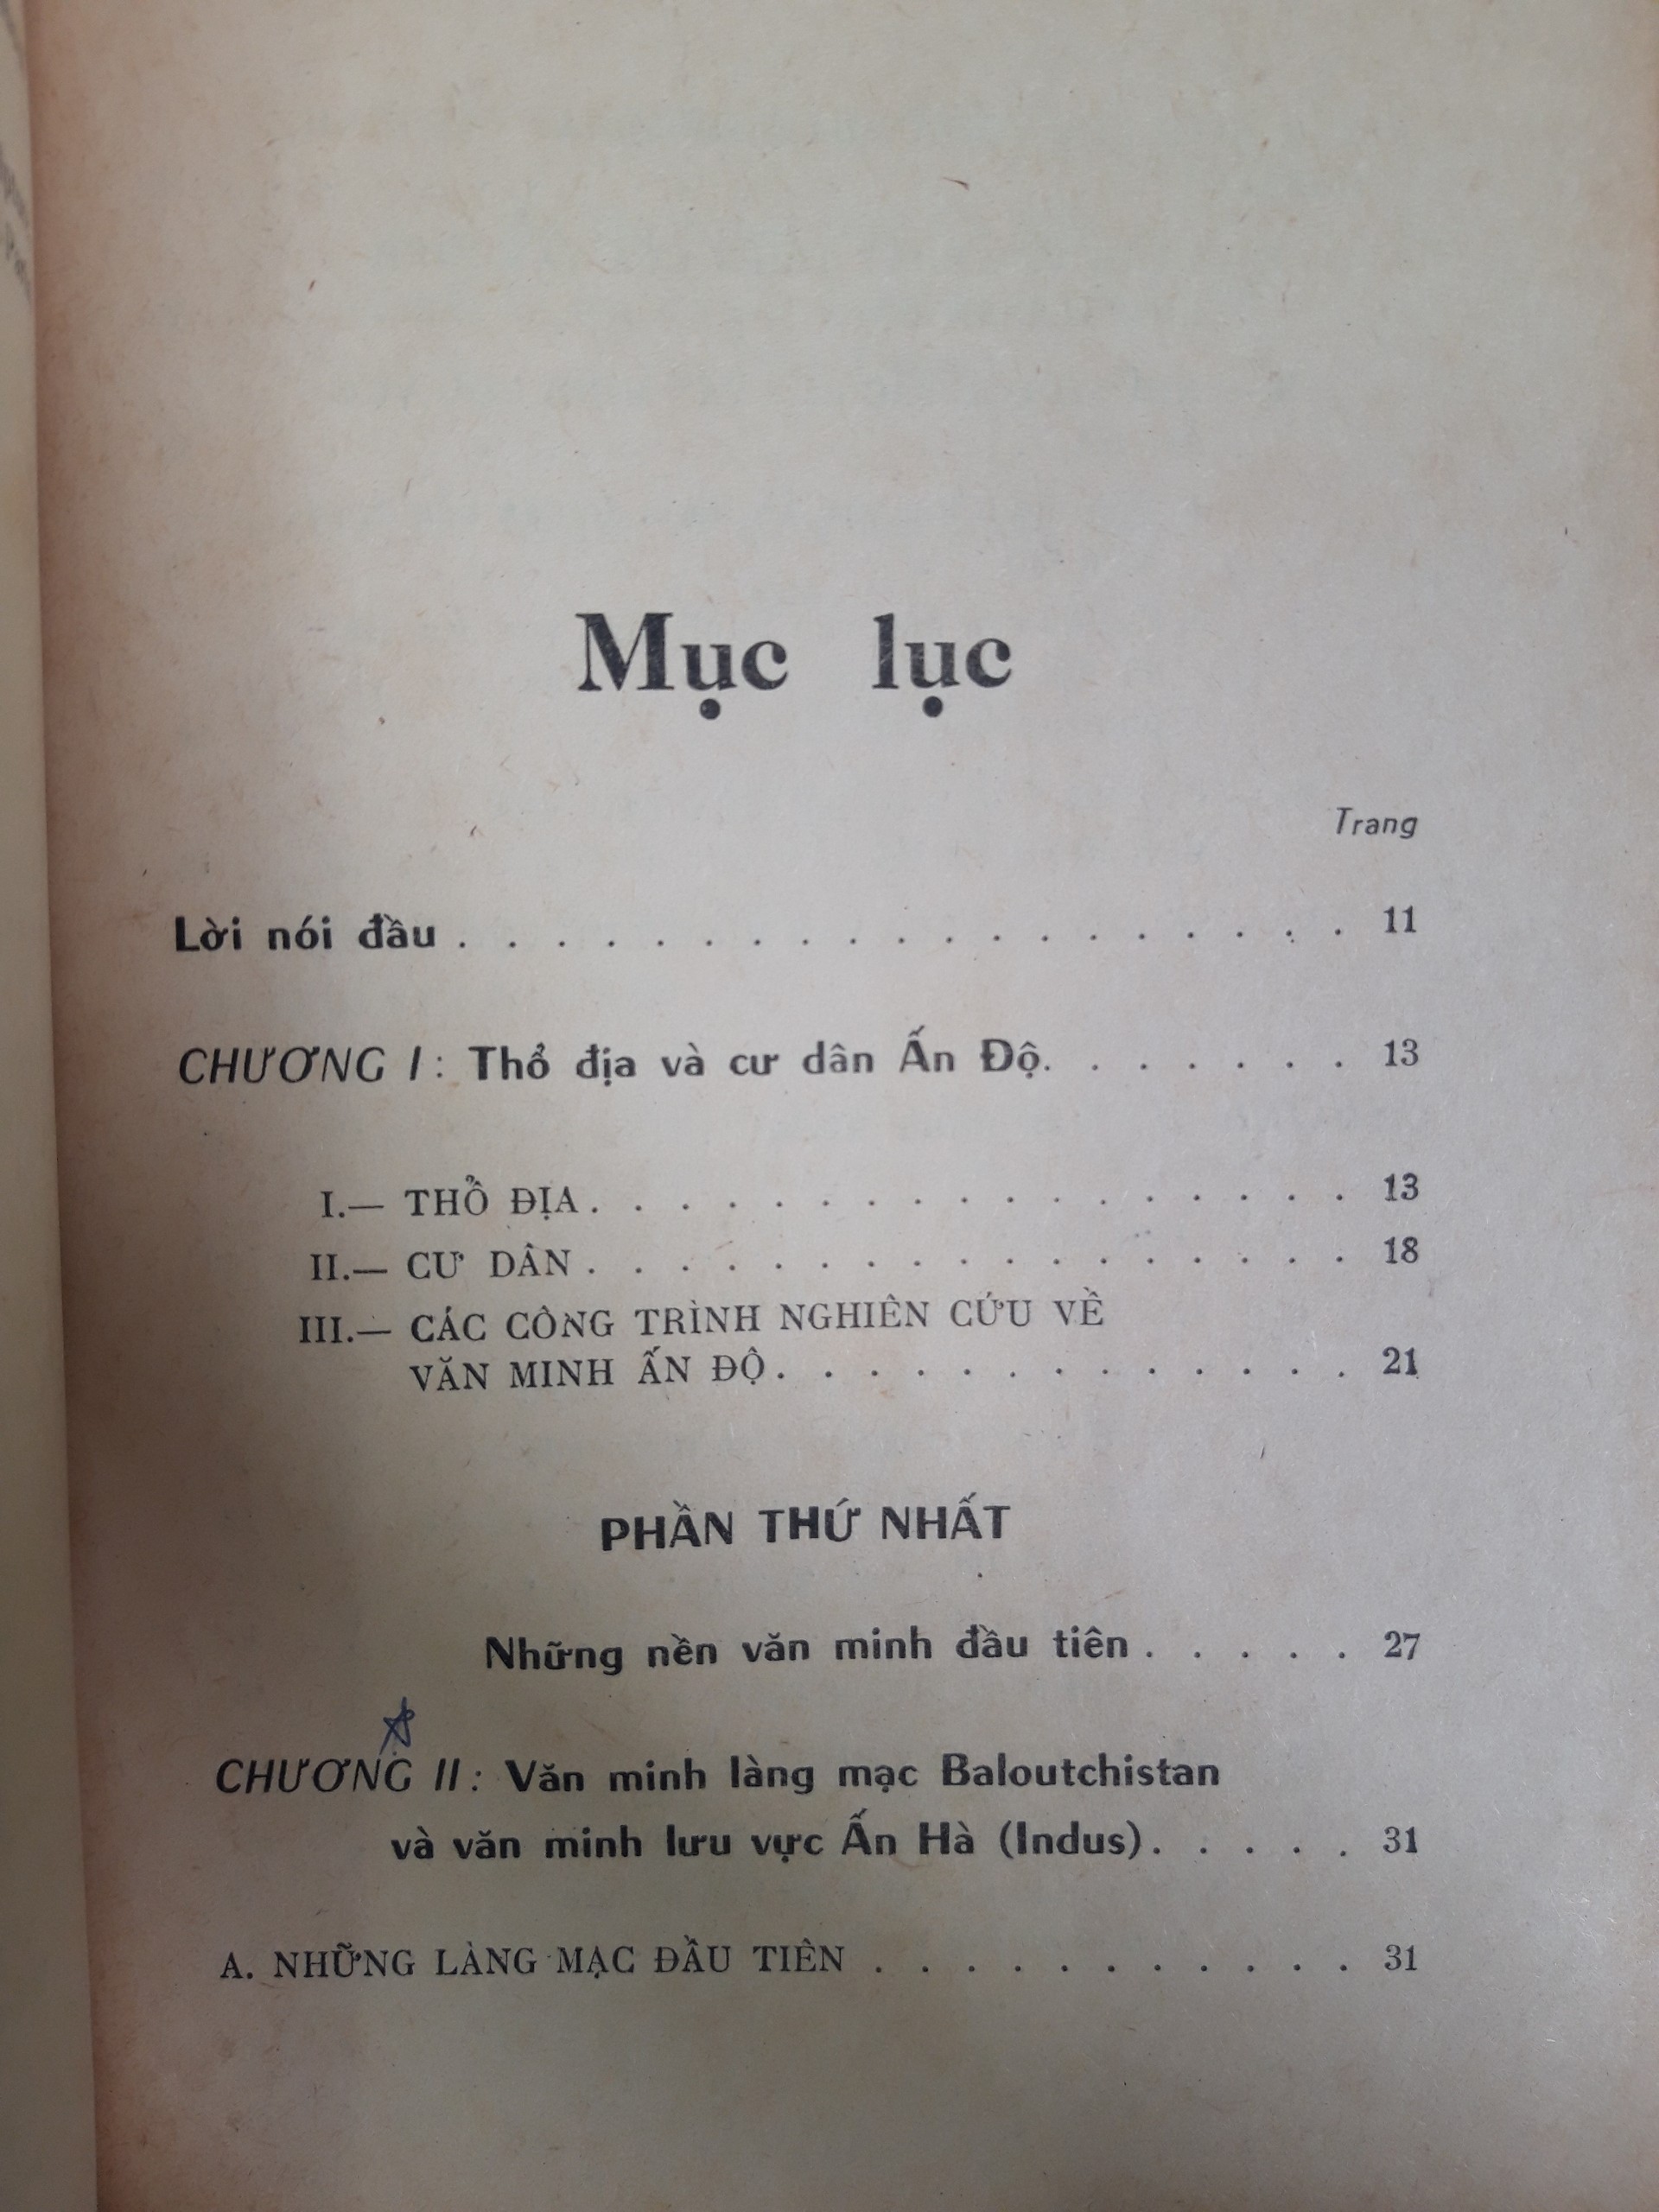 Mục lục
Trang
Lời nói đầu . . . . . . . . . . . . . . . . . . . 11
CHƯƠNG I : Thổ địa và cư dân Ấn Độ. . . . . . . 13
I.— THỔ ĐỊA . . . . . . . . . . . . . . . . . 13
II.— CƯ DÂN . . . . . . . . . . . . . . . . . 18
III.— CÁC CÔNG TRÌNH NGHIÊN CỨU VỀ
VĂN MINH ẤN ĐỘ . . . . . . . . . . . . . 21
PHẦN THỨ NHẤT
Những nền văn minh đầu tiên . . . . . 27
CHƯƠNG II : Văn minh làng mạc Baloutchistan
và văn minh lưu vực Ấn Hà (Indus) . . . . . 31
A. NHỮNG LÀNG MẠC ĐẦU TIÊN . . . . . . . . . . . 31